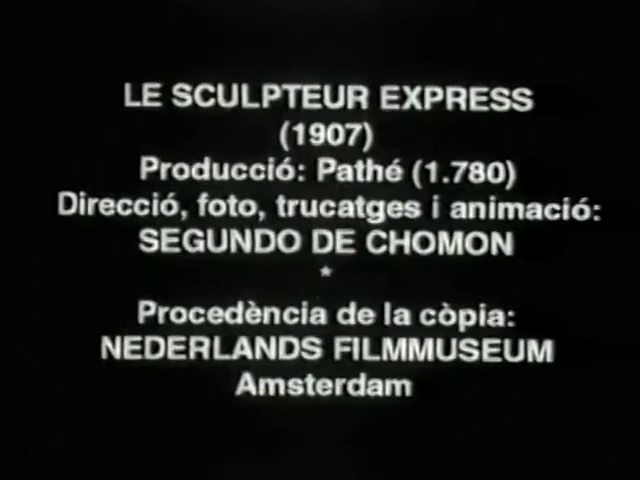 LE SCULPTEUR EXPRESS
(1907)
Producció: Pathé (1.780)
Direcció, foto, trucatges i animació:
SEGUNDO DE CHOMON
*
Procedència de la còpia:
NEDERLANDS FILMMUSEUM
Amsterdam